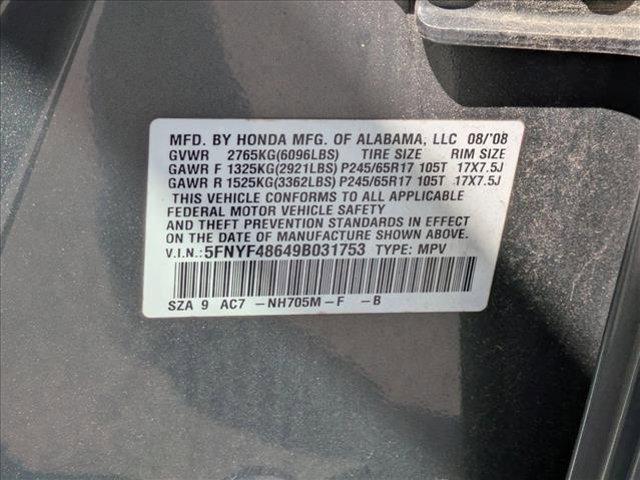 MFD. BY HONDA MFG. OF ALABAMA, LLC 08/'08
GVWR 2765KG(6096LBS) TIRE SIZE RIM SIZE
GAWR F 1325KG(2921LBS) P245/65R17 105T 17X7.5J
GAWR R 1525KG(3362LBS) P245/65R17 105T 17X7.5J
THIS VEHICLE CONFORMS TO ALL APPLICABLE
FEDERAL MOTOR VEHICLE SAFETY
AND THEFT PREVENTION STANDARDS IN EFFECT
ON THE DATE OF MANUFACTURE SHOWN ABOVE.
V.I.N.:5FNYF48649B031753 TYPE: MPV
SZA 9 AC7 -NH705M-F -B